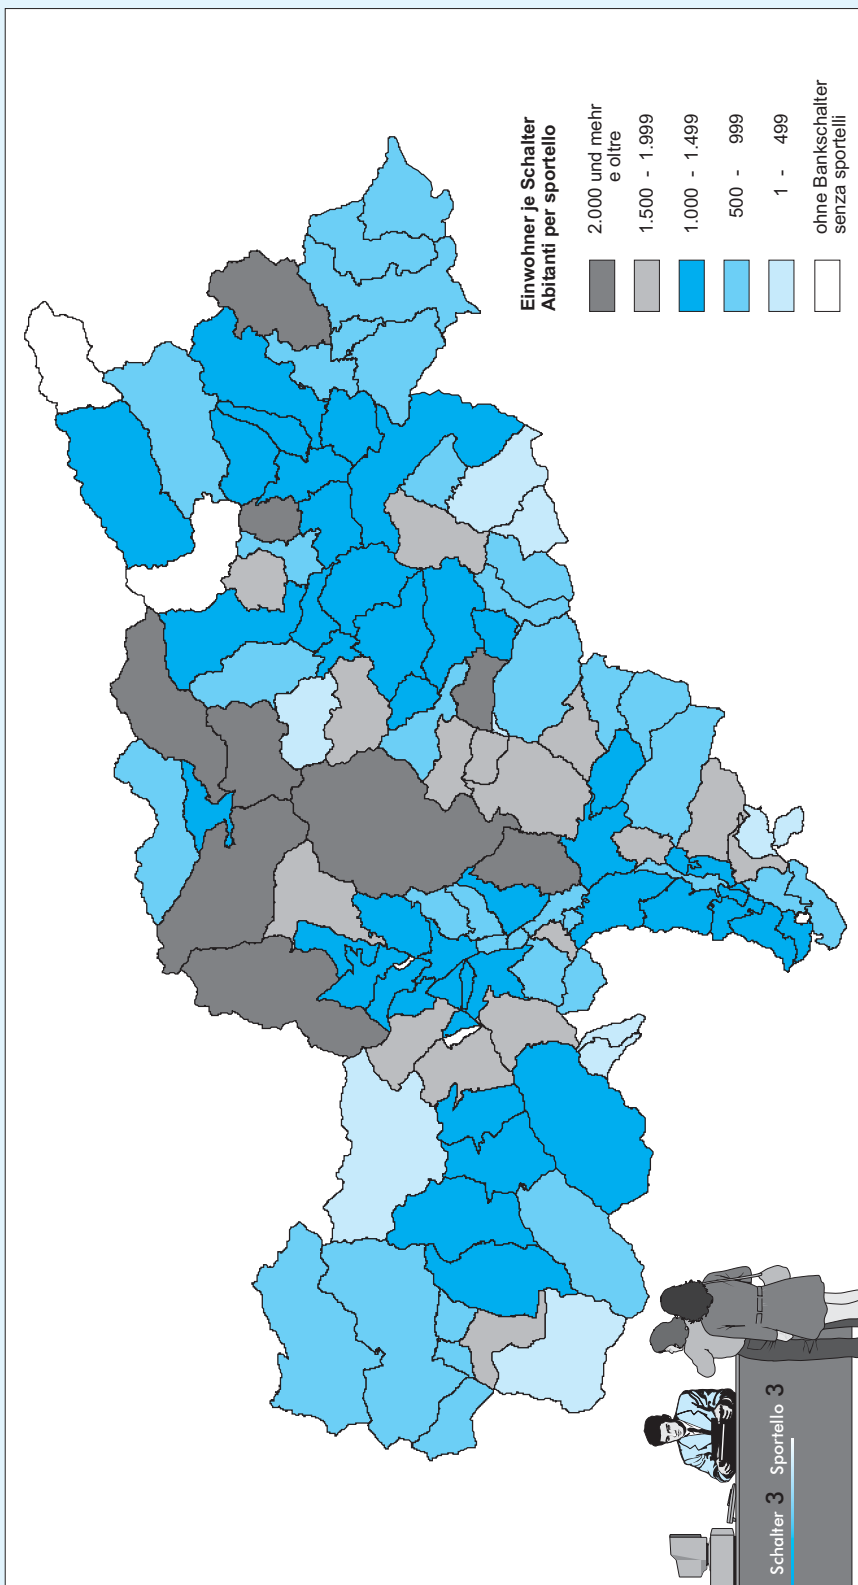 Einwohner je Schalter
Abitanti per sportello
2.000 und mehr
e oltre
1.500 - 1.999
1.000 - 1.499
500 - 999
1 - 499
ohne Bankschalter
senza sportelli
Schalter 3 Sportello 3